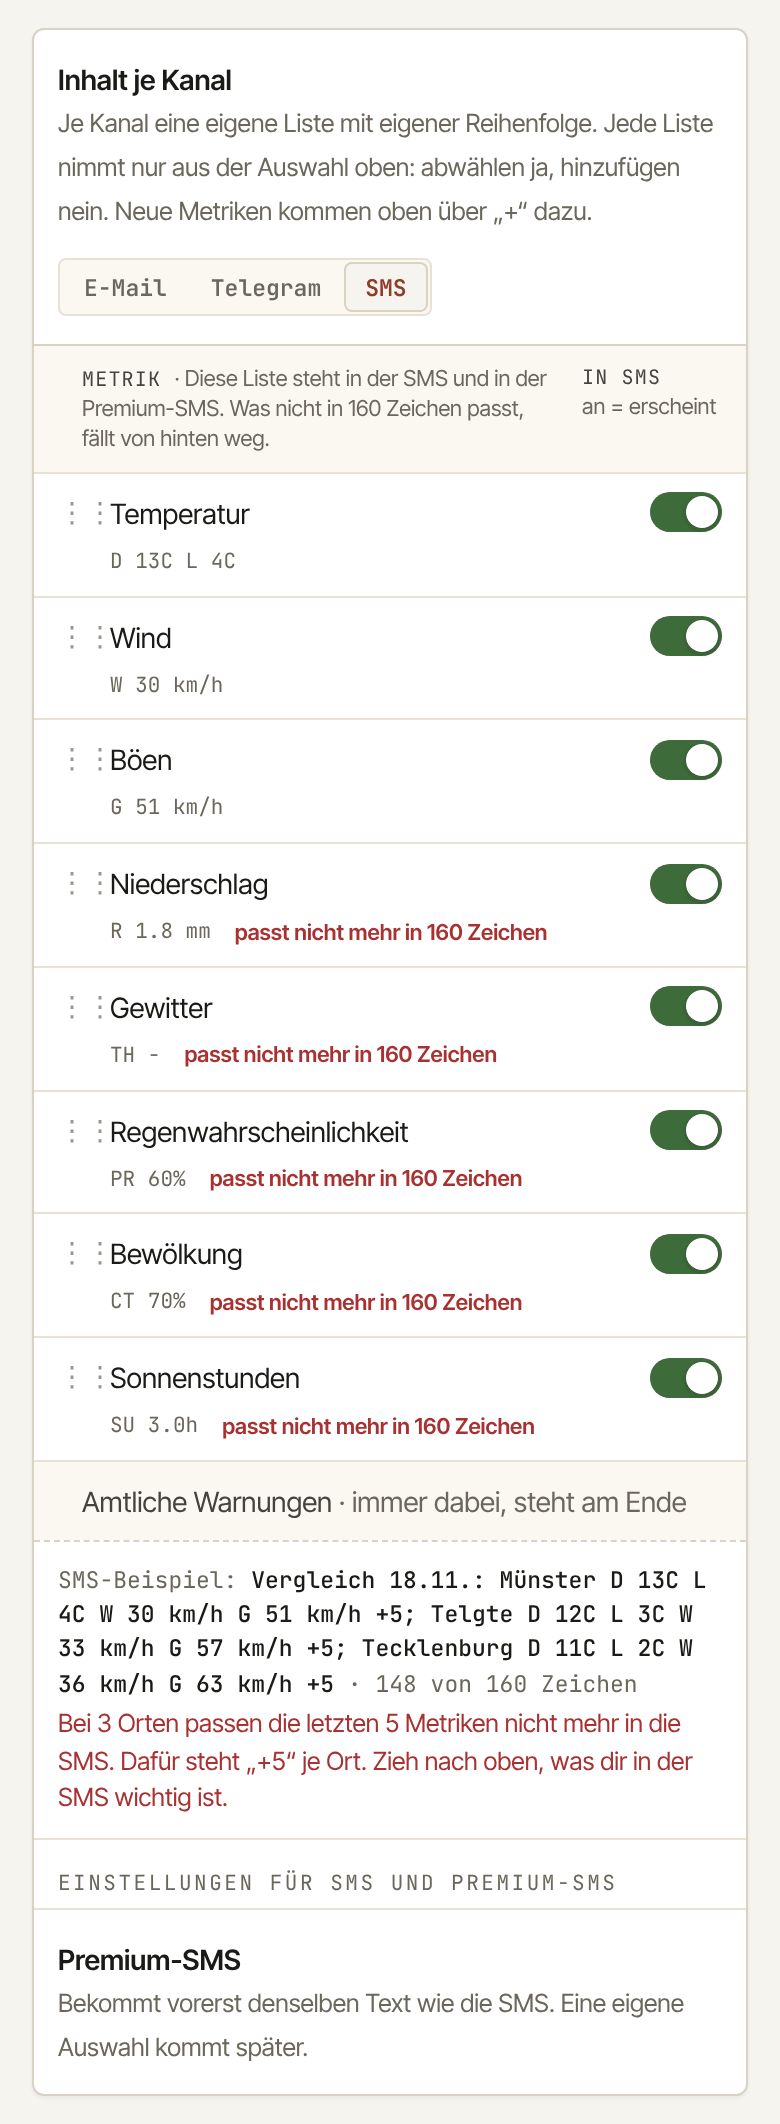 Inhalt je Kanal
Je Kanal eine eigene Liste mit eigener Reihenfolge. Jede Liste
nimmt nur aus der Auswahl oben: abwählen ja, hinzufügen
nein. Neue Metriken kommen oben über „+“ dazu.
E-Mail Telegram SMS
METRIK · Diese Liste steht in der SMS und in der
Premium-SMS. Was nicht in 160 Zeichen passt,
fällt von hinten weg.
IN SMS
an = erscheint
Temperatur
D 13C L 4C
Wind
W 30 km/h
Böen
G 51 km/h
Niederschlag
R 1.8 mm passt nicht mehr in 160 Zeichen
Gewitter
TH - passt nicht mehr in 160 Zeichen
Regenwahrscheinlichkeit
PR 60% passt nicht mehr in 160 Zeichen
Bewölkung
CT 70% passt nicht mehr in 160 Zeichen
Sonnenstunden
SU 3.0h passt nicht mehr in 160 Zeichen
Amtliche Warnungen · immer dabei, steht am Ende
SMS-Beispiel: Vergleich 18.11.: Münster D 13C L
4C W 30 km/h G 51 km/h +5; Telgte D 12C L 3C W
33 km/h G 57 km/h +5; Tecklenburg D 11C L 2C W
36 km/h G 63 km/h +5 · 148 von 160 Zeichen
Bei 3 Orten passen die letzten 5 Metriken nicht mehr in die
SMS. Dafür steht „+5“ je Ort. Zieh nach oben, was dir in der
SMS wichtig ist.
EINSTELLUNGEN FÜR SMS UND PREMIUM-SMS
Premium-SMS
Bekommt vorerst denselben Text wie die SMS. Eine eigene
Auswahl kommt später.